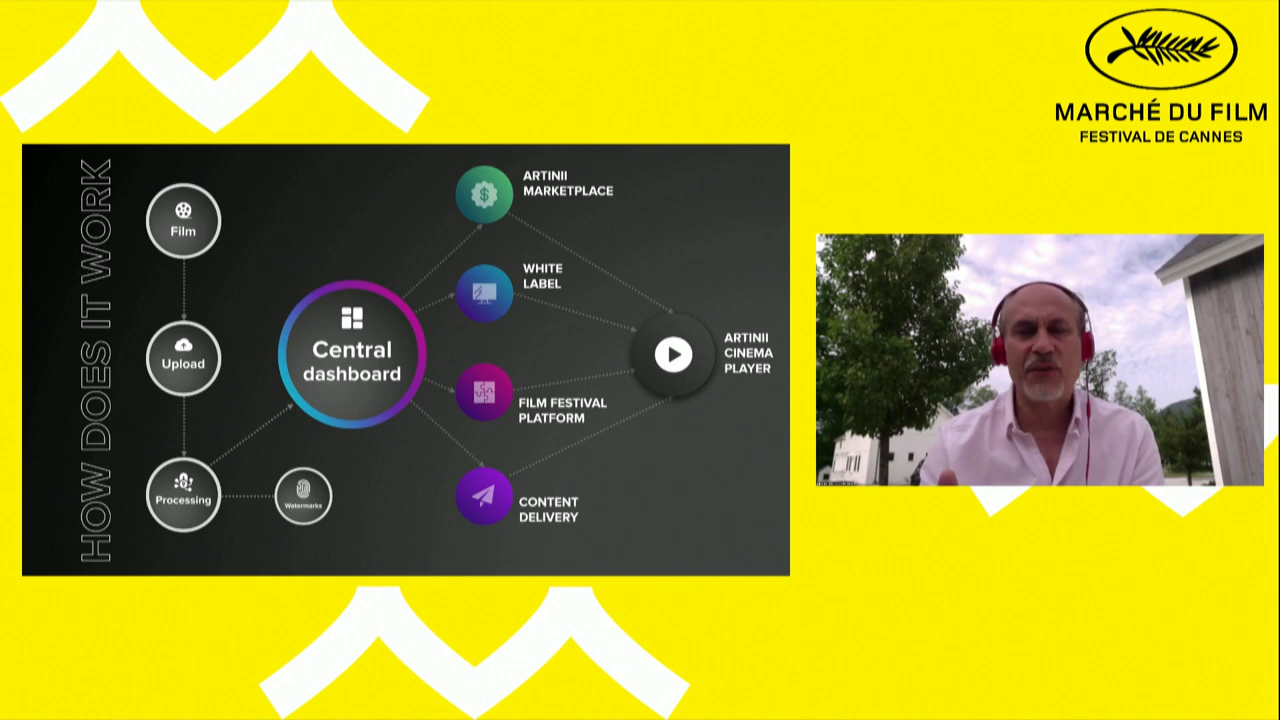 MARCHÉ DU FILM
FESTIVAL DE CANNES
HOW DOES IT WORK
Film
Upload
Processing
Watermarks
Central
dashboard
ARTINII
MARKETPLACE
WHITE
LABEL
FILM FESTIVAL
PLATFORM
CONTENT
DELIVERY
ARTINII
CINEMA
PLAYER